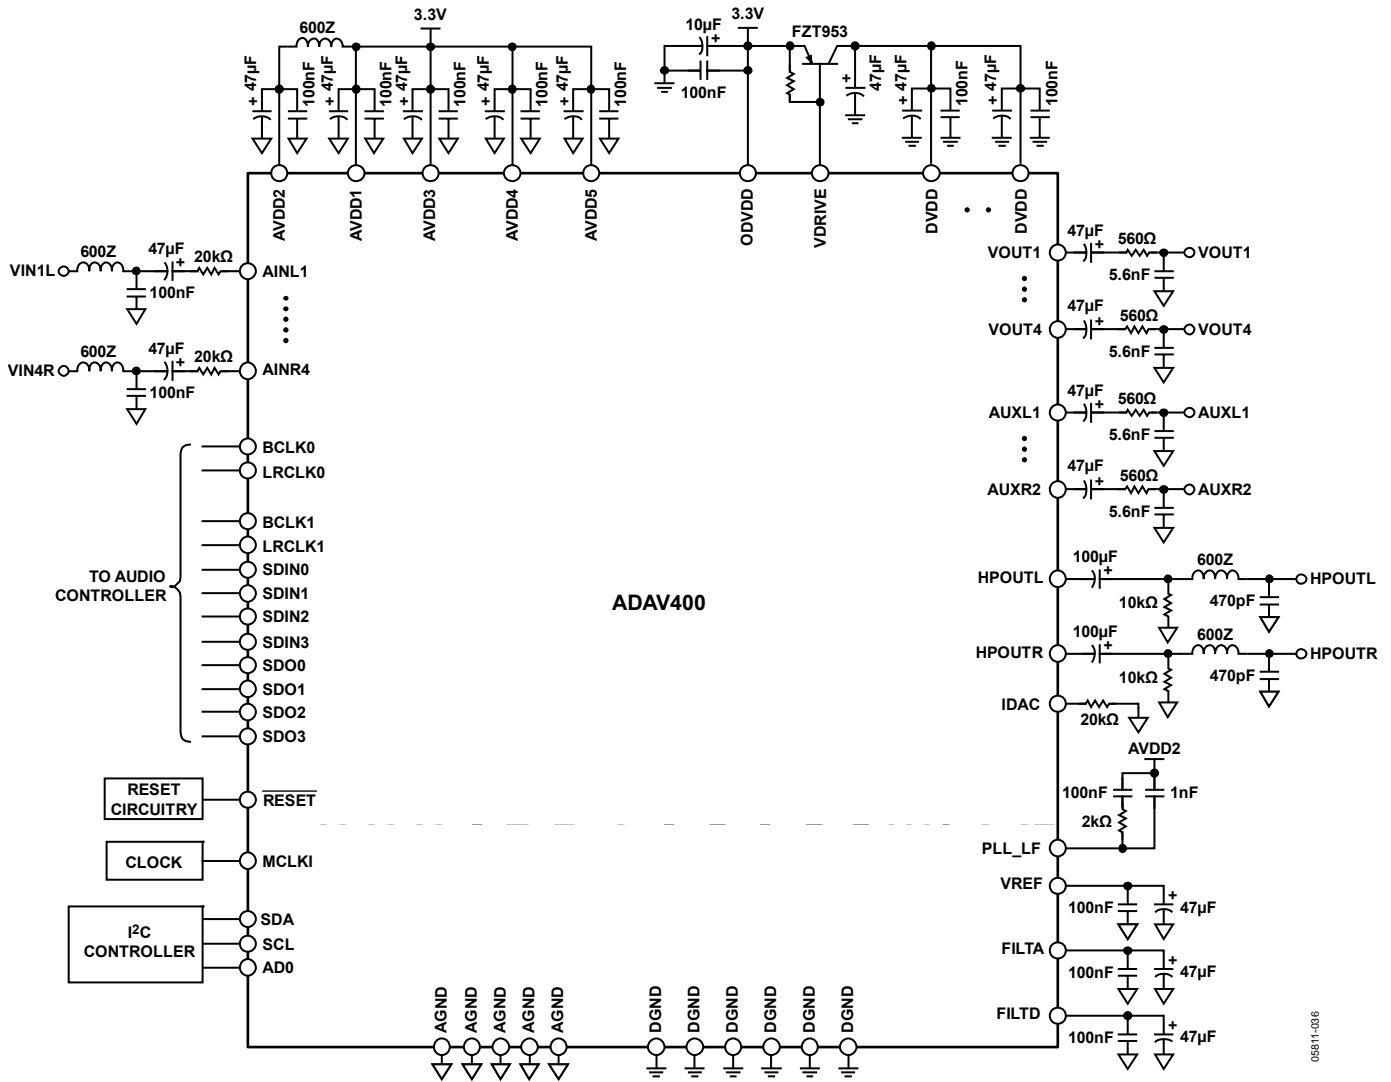 3.3V
600Z
47µF
100nF
47µF
100nF
47µF
100nF
47µF
100nF
47µF
100nF
10µF
3.3V
FZT953
100nF
47µF
47µF
100nF
47µF
100nF
AVDD2
AVDD1
AVDD3
AVDD4
AVDD5
ODVDD
VDRIVE
DVDD
DVDD
VIN1L
600Z
47µF
20kΩ
100nF
AINL1
VIN4R
600Z
47µF
20kΩ
100nF
AINR4
TO AUDIO
CONTROLLER
BCLK0
LRCLK0
BCLK1
LRCLK1
SDIN0
SDIN1
SDIN2
SDIN3
SDO0
SDO1
SDO2
SDO3
RESET
CIRCUITRY
RESET
CLOCK
MCLKI
I²C
CONTROLLER
SDA
SCL
AD0
ADAV400
VOUT1
47µF
560Ω
5.6nF
VOUT1
VOUT4
47µF
560Ω
5.6nF
VOUT4
AUXL1
47µF
560Ω
5.6nF
AUXL1
AUXR2
47µF
560Ω
5.6nF
AUXR2
HPOUTL
100µF
10kΩ
600Z
470pF
HPOUTL
HPOUTR
100µF
10kΩ
600Z
470pF
HPOUTR
IDAC
20kΩ
AVDD2
100nF
1nF
2kΩ
PLL_LF
VREF
100nF
47µF
FILTA
100nF
47µF
FILTD
100nF
47µF
AGND
AGND
AGND
AGND
AGND
DGND
DGND
DGND
DGND
DGND
DGND
05811-036